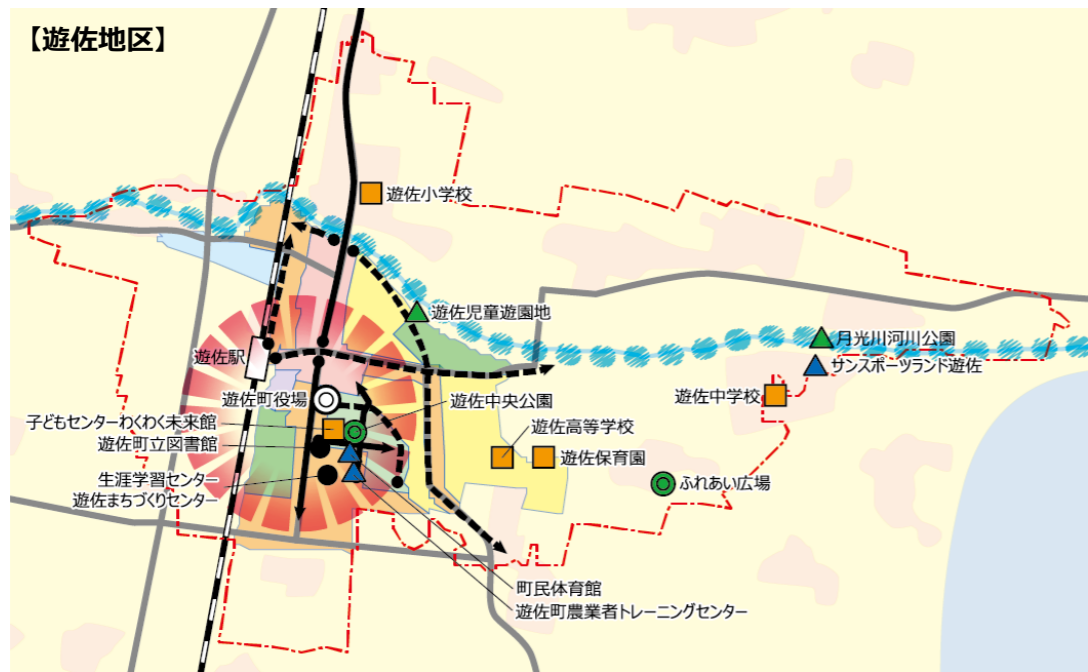 【遊佐地区】
遊佐小学校
遊佐児童遊園地
月光川河川公園
遊佐駅
サンスポーツランド遊佐
遊佐町役場
遊佐中央公園
遊佐中学校
子どもセンターわくわく未来館
遊佐高等学校
遊佐町立図書館
遊佐保育園
生涯学習センター
ふれあい広場
遊佐まちづくりセンター
町民体育館
遊佐町農業者トレーニングセンター